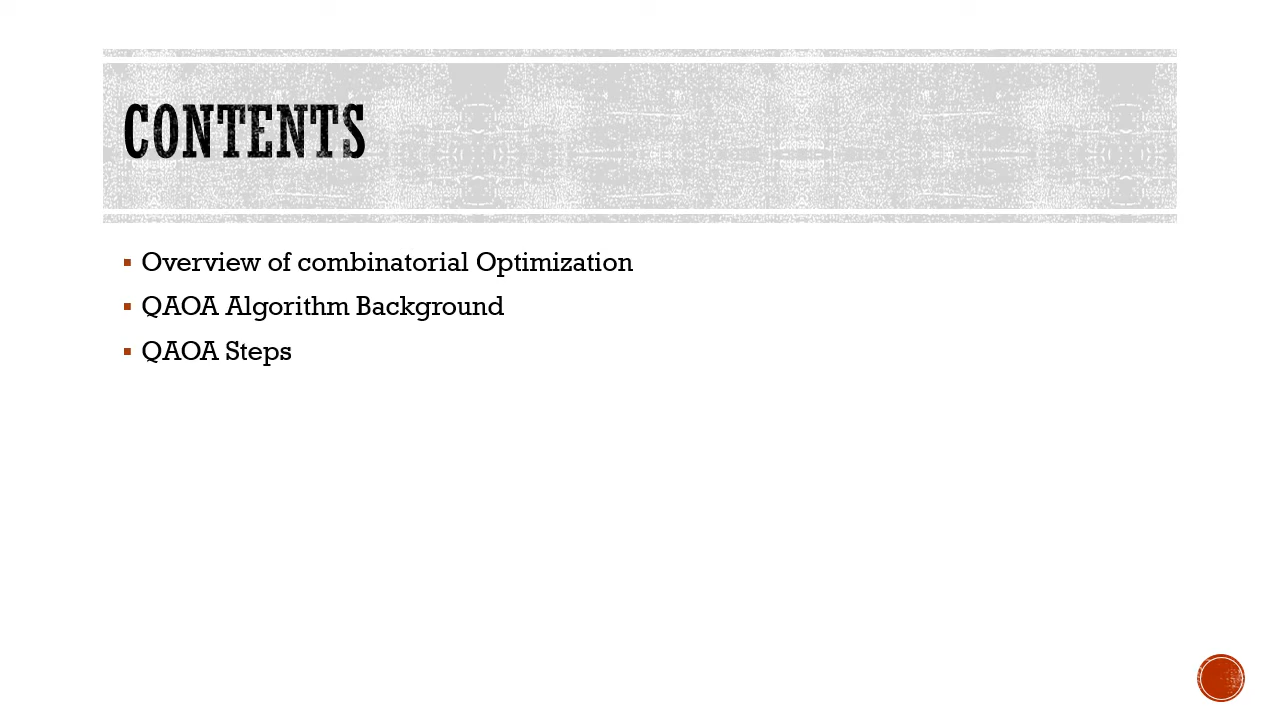 CONTENTS
▪ Overview of combinatorial Optimization
▪ QAOA Algorithm Background
▪ QAOA Steps